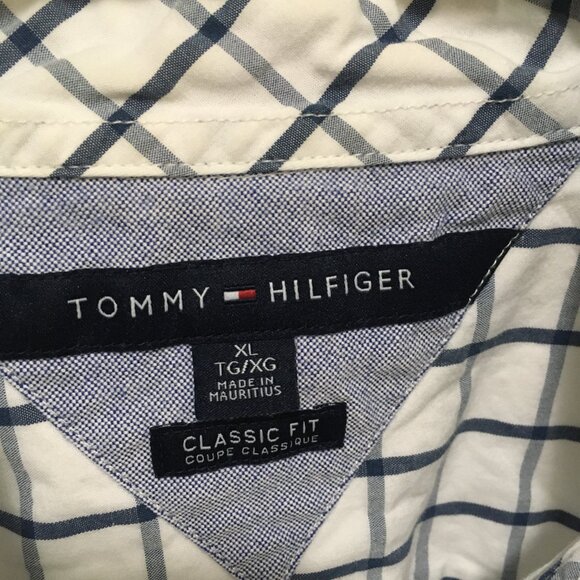 TOMMY HILFIGER
XL
TG/XG
MADE IN
MAURITIUS
CLASSIC FIT
COUPE CLASSIQUE